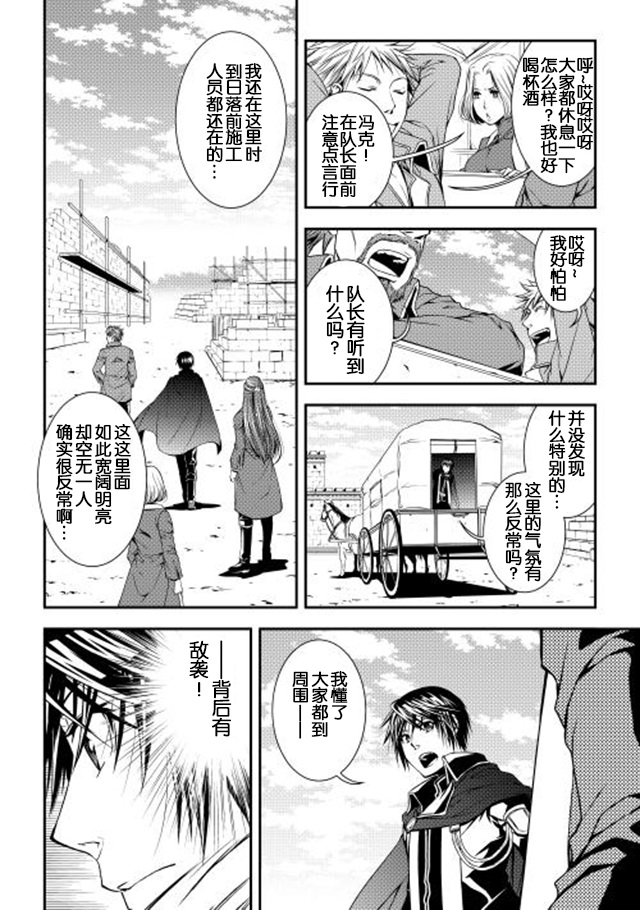 呼~哎呀哎呀
大家都休息一下
怎么样?我也好
喝杯酒
冯克!
在队长面前
注意点言行
哎呀~
我好怕怕
队长有听到
什么吗?
并没发现
什么特别的…
这里的气氛有
那么反常吗?
我还在这里时
到日落前施工
人员都还在的…
这这里面
如此宽阔明亮
却空无一人
确实很反常啊…
我懂了
大家都到
周围——
——背后有
敌袭!